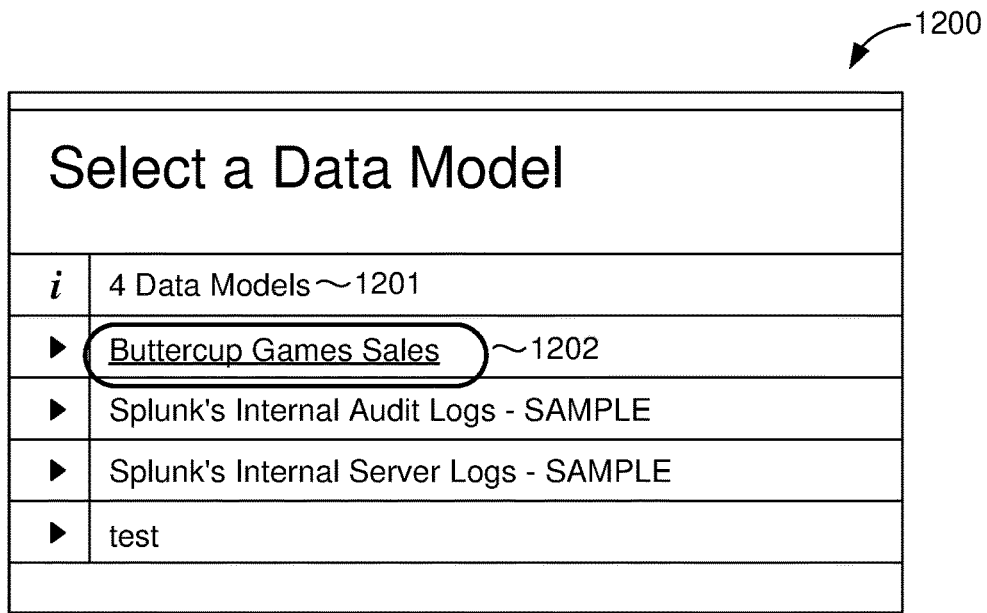 1200
Select a Data Model
i 4 Data Models 1201
Buttercup Games Sales 1202
Splunk's Internal Audit Logs - SAMPLE
Splunk's Internal Server Logs - SAMPLE
test